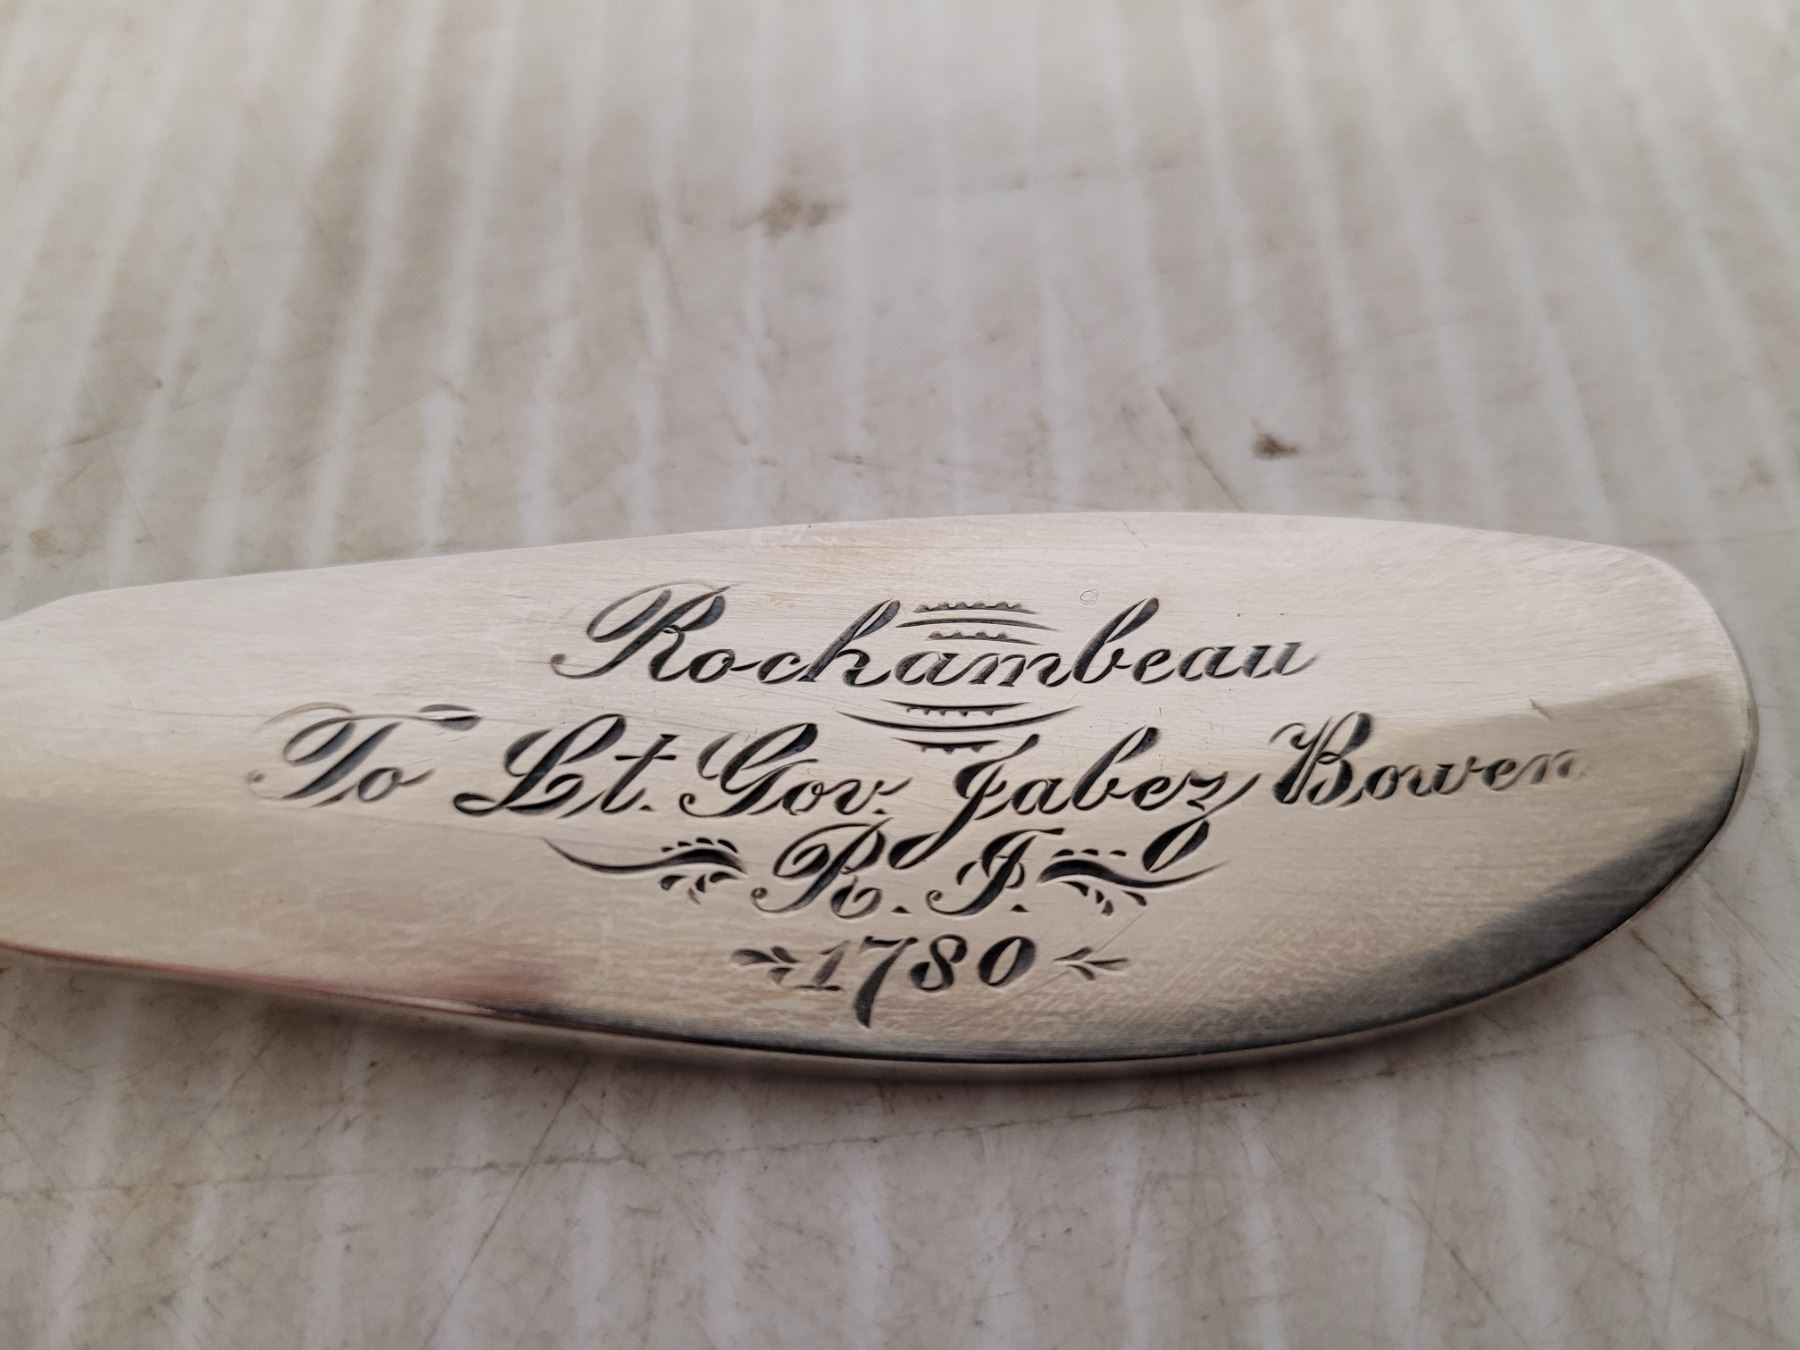 Rochambeau
To Lt. Gov. Jabez Bowen
R. I.
1780